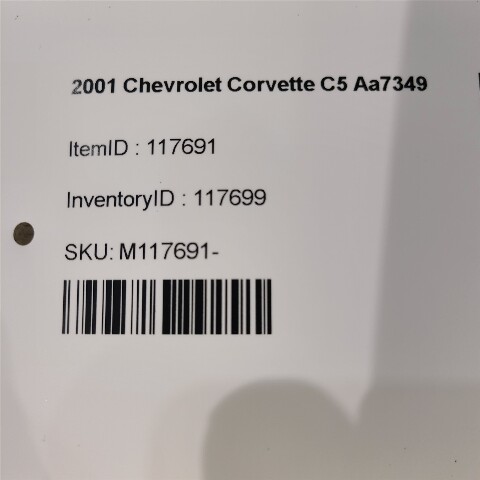 2001 Chevrolet Corvette C5 Aa7349
ItemID : 117691
InventoryID : 117699
SKU: M117691-